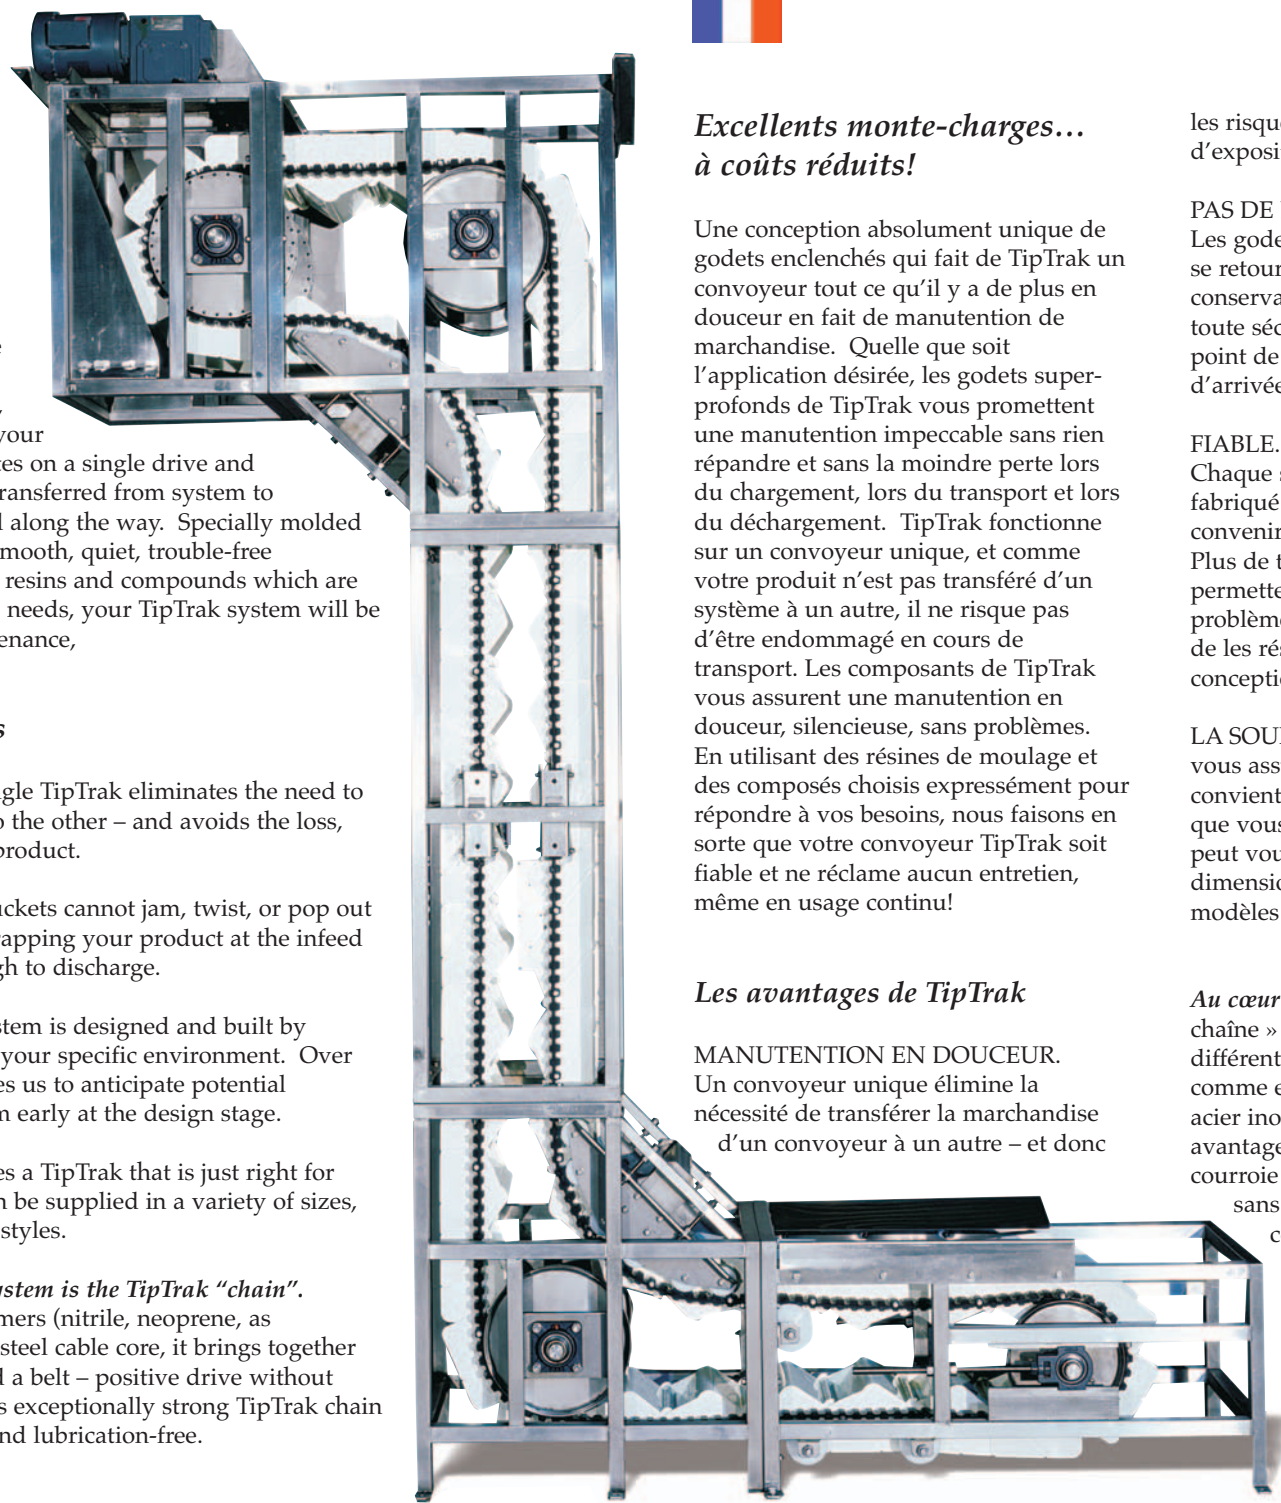 e
,
your
es on a single drive and
ransferred from system to
l along the way. Specially molded
mooth, quiet, trouble-free
resins and compounds which are
needs, your TipTrak system will be
enance,
s
gle TipTrak eliminates the need to
o the other – and avoids the loss,
product.
uckets cannot jam, twist, or pop out
rapping your product at the infeed
gh to discharge.
stem is designed and built by
your specific environment. Over
es us to anticipate potential
m early at the design stage.
es a TipTrak that is just right for
n be supplied in a variety of sizes,
styles.
ystem is the TipTrak “chain”.
mers (nitrile, neoprene, as
steel cable core, it brings together
d a belt – positive drive without
s exceptionally strong TipTrak chain
nd lubrication-free.
Excellents monte-charges…
à coûts réduits!
Une conception absolument unique de
godets enclenchés qui fait de TipTrak un
convoyeur tout ce qu’il y a de plus en
douceur en fait de manutention de
marchandise. Quelle que soit
l’application désirée, les godets super-
profonds de TipTrak vous promettent
une manutention impeccable sans rien
répandre et sans la moindre perte lors
du chargement, lors du transport et lors
du déchargement. TipTrak fonctionne
sur un convoyeur unique, et comme
votre produit n’est pas transféré d’un
système à un autre, il ne risque pas
d’être endommagé en cours de
transport. Les composants de TipTrak
vous assurent une manutention en
douceur, silencieuse, sans problèmes.
En utilisant des résines de moulage et
des composés choisis expressément pour
répondre à vos besoins, nous faisons en
sorte que votre convoyeur TipTrak soit
fiable et ne réclame aucun entretien,
même en usage continu!
Les avantages de TipTrak
MANUTENTION EN DOUCEUR.
Un convoyeur unique élimine la
nécessité de transférer la marchandise
d’un convoyeur à un autre – et donc
les risque
d’exposit
PAS DE
Les gode
se retour
conserva
toute séc
point de
d’arrivée
FIABLE.
Chaque s
fabriqué
convenir
Plus de t
permette
problème
de les rés
conceptio
LA SOUP
vous assu
convient
que vous
peut vou
dimensio
modèles
Au cœur
chaîne »
différent
comme e
acier ino
avantage
courroie
sans
c